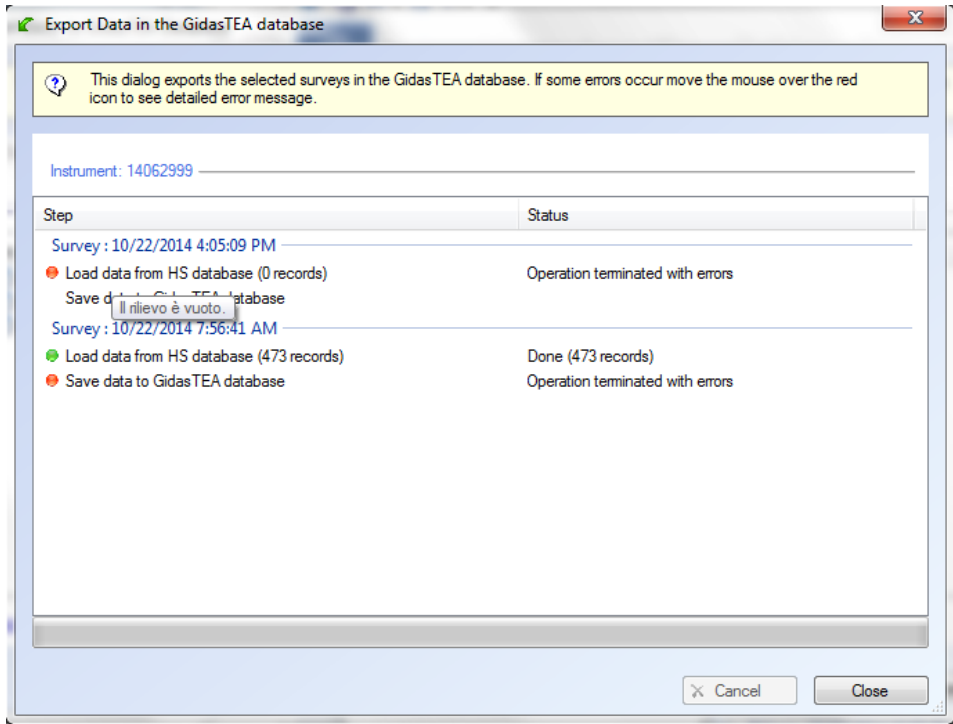 Export Data in the GidasTEA database
X
This dialog exports the selected surveys in the GidasTEA database. If some errors occur move the mouse over the red
icon to see detailed error message.
Instrument: 14062999
Step Status
Survey : 10/22/2014 4:05:09 PM
Load data from HS database (0 records) Operation terminated with errors
Save database
Il rilievo è vuoto.
Survey : 10/22/2014 7:56:41 AM
Load data from HS database (473 records) Done (473 records)
Save data to GidasTEA database Operation terminated with errors
Cancel Close